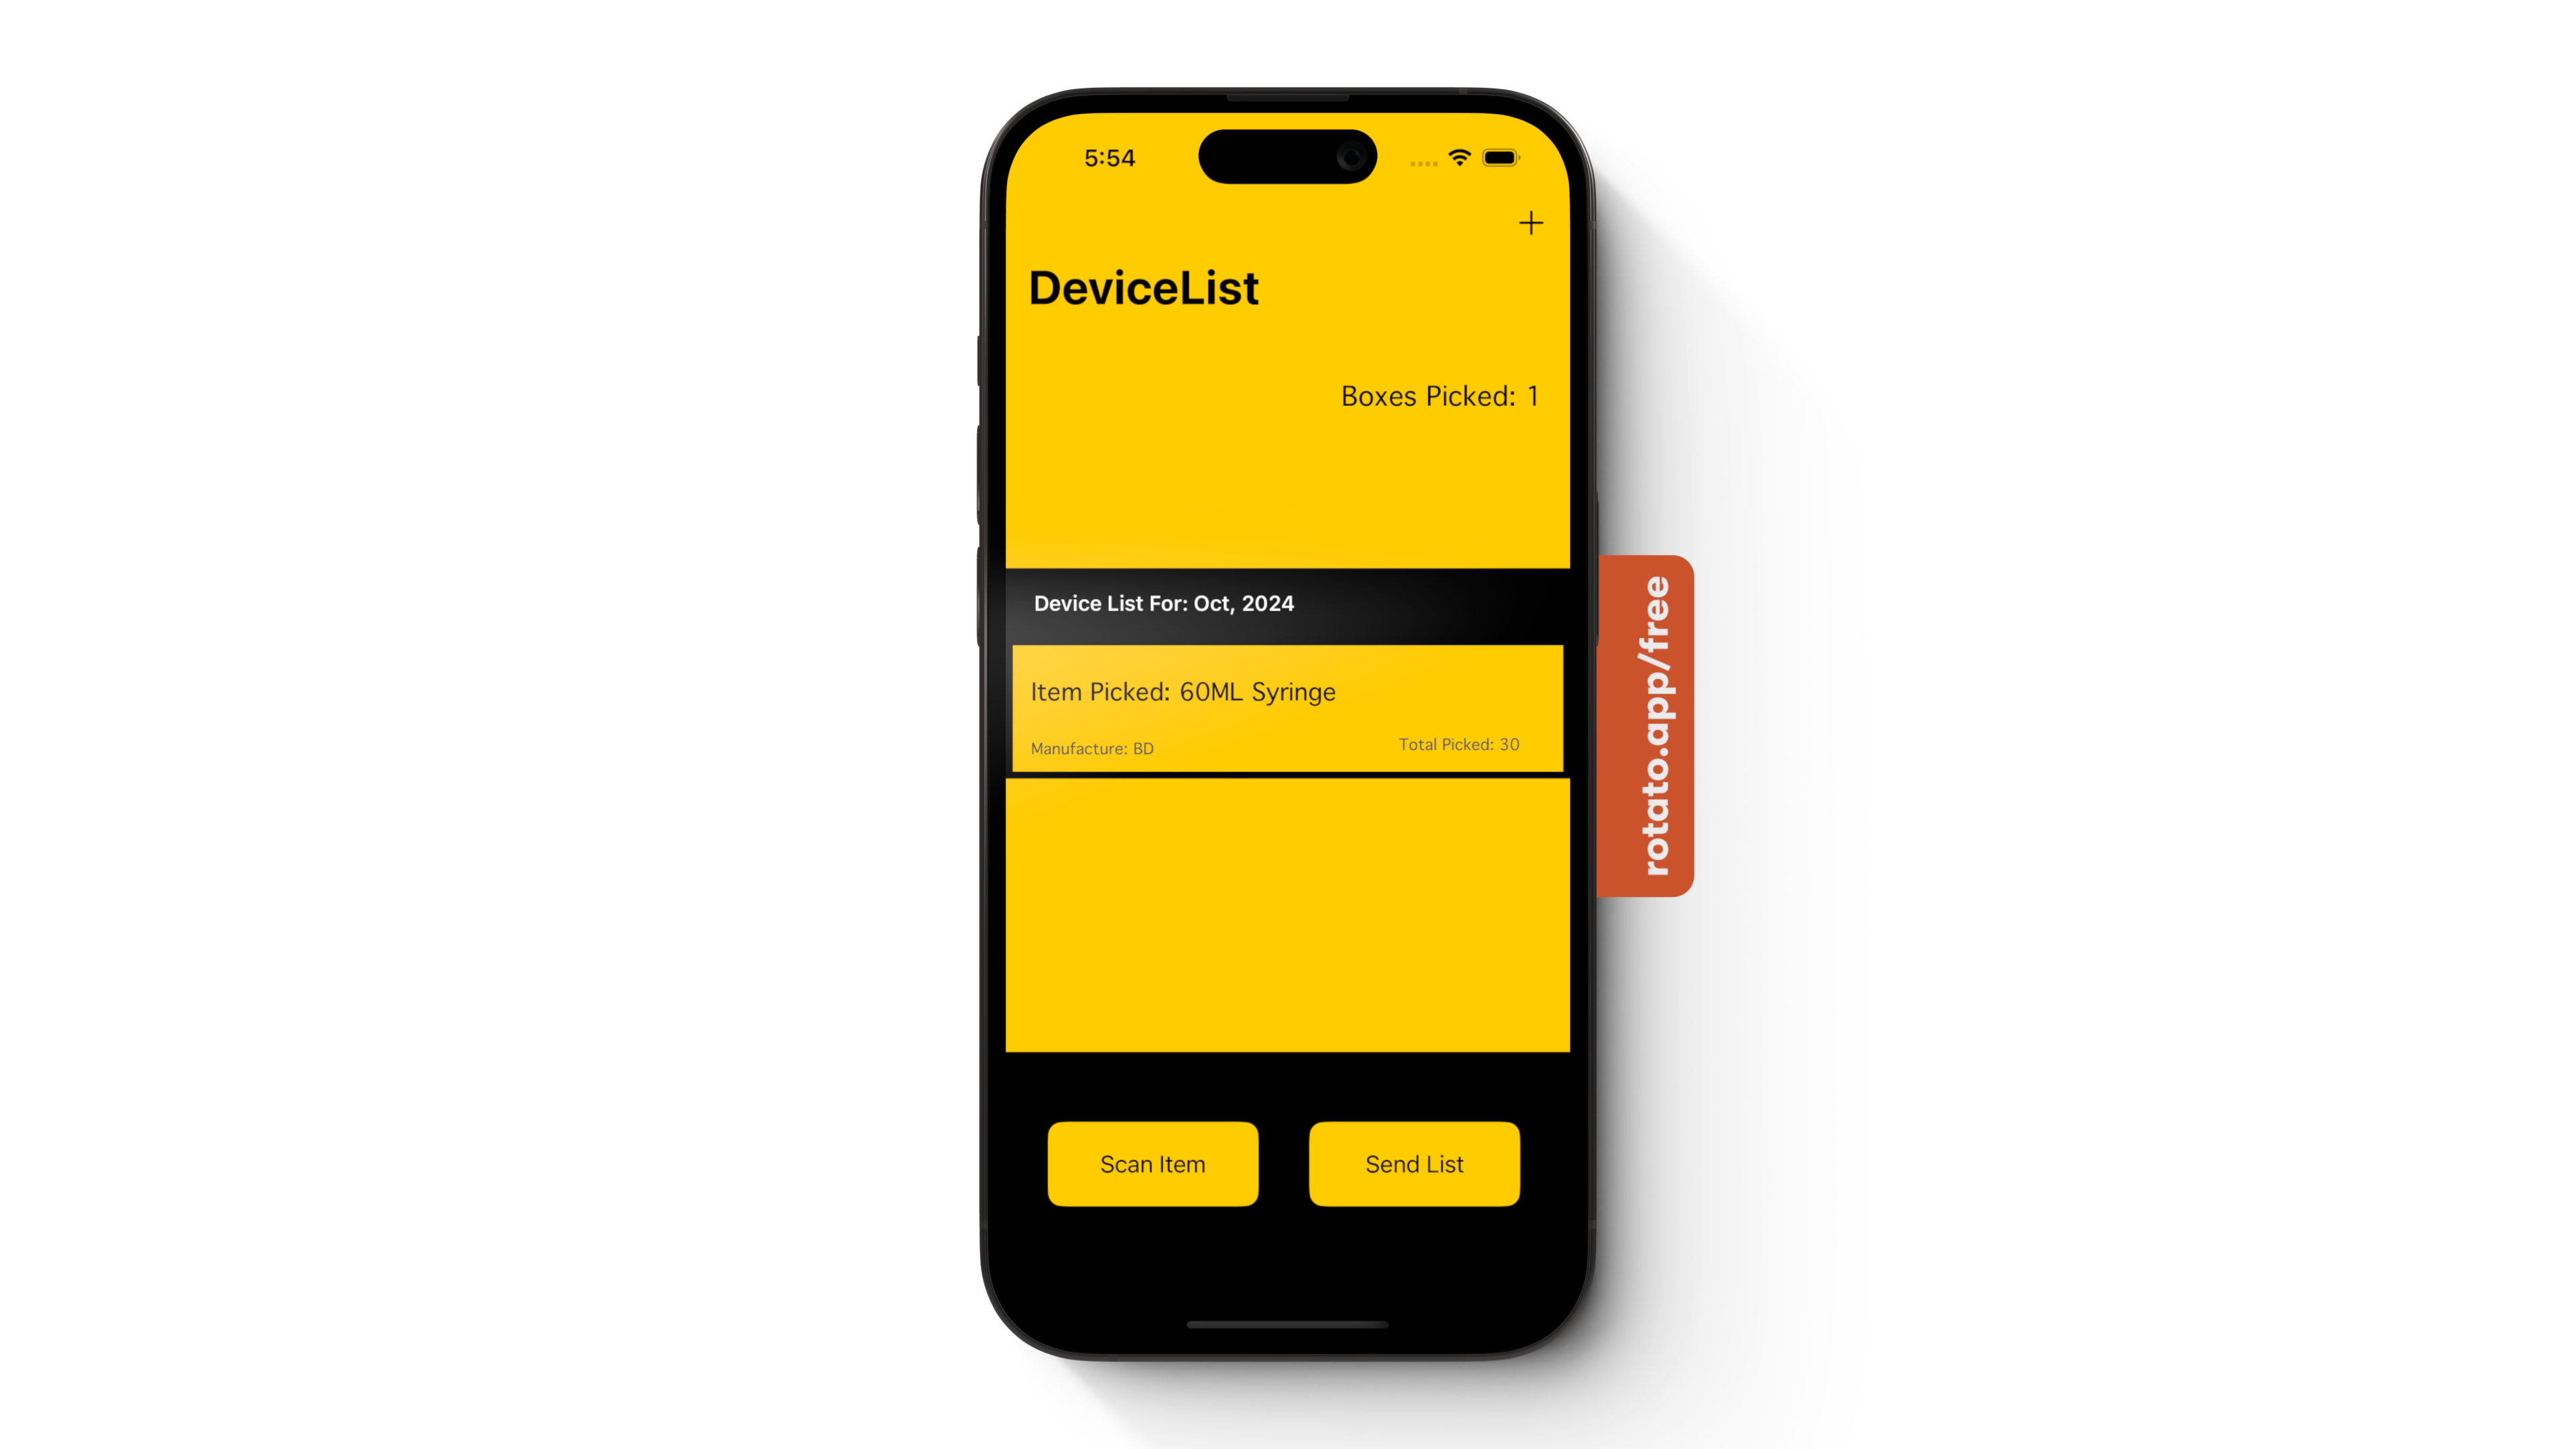 5:54
DeviceList
Boxes Picked: 1
Device List For: Oct, 2024
Item Picked: 60ML Syringe
Manufacture: BD
Total Picked: 30
Scan Item
Send List
rotato.app/free